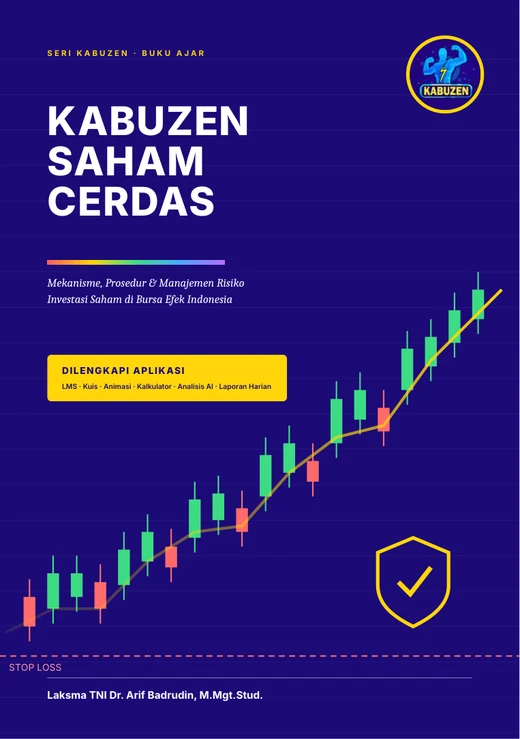 SERI KABUZEN · BUKU AJAR
KABUZEN
KABUZEN
SAHAM
CERDAS
Mekanisme, Prosedur & Manajemen Risiko
Investasi Saham di Bursa Efek Indonesia
DILENGKAPI APLIKASI
LMS · Kuis · Animasi · Kalkulator · Analisis AI · Laporan Harian
STOP LOSS
Laksma TNI Dr. Arif Badrudin, M.Mgt.Stud.